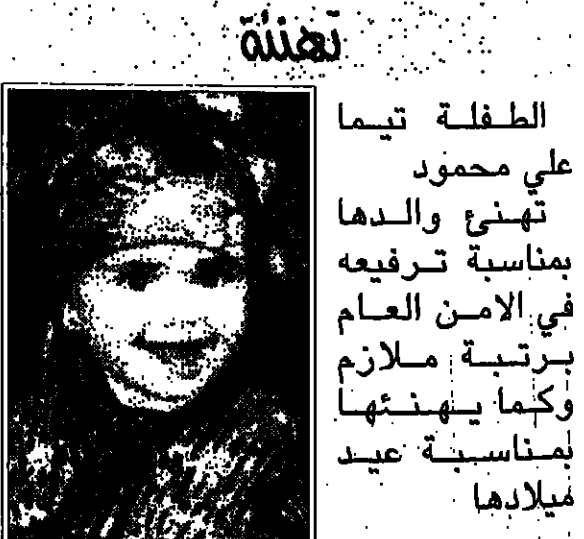 تهنئة
الطفلة تيما
علي محمود
تهنئ والدها
بمناسبة ترفيعه
في الامن العام
برتبة ملازم
وكما يهنئها
بمناسبة عيد
ميلادها